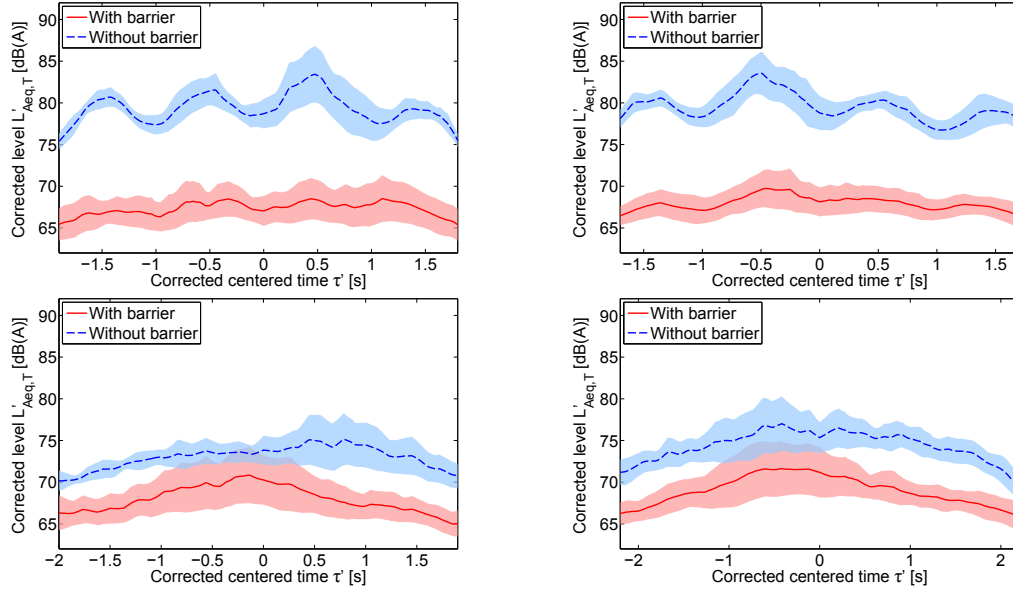 90
85
80
75
70
65
Corrected level L'Aeq,T [dB(A)]
With barrier
Without barrier
−1.5 −1 −0.5 0 0.5 1 1.5
Corrected centered time τ' [s]
90
85
80
75
70
65
Corrected level L'Aeq,T [dB(A)]
With barrier
Without barrier
−1.5 −1 −0.5 0 0.5 1 1.5
Corrected centered time τ' [s]
90
85
80
75
70
65
Corrected level L'Aeq,T [dB(A)]
With barrier
Without barrier
−2 −1.5 −1 −0.5 0 0.5 1 1.5
Corrected centered time τ' [s]
90
85
80
75
70
65
Corrected level L'Aeq,T [dB(A)]
With barrier
Without barrier
−2 −1 0 1 2
Corrected centered time τ' [s]